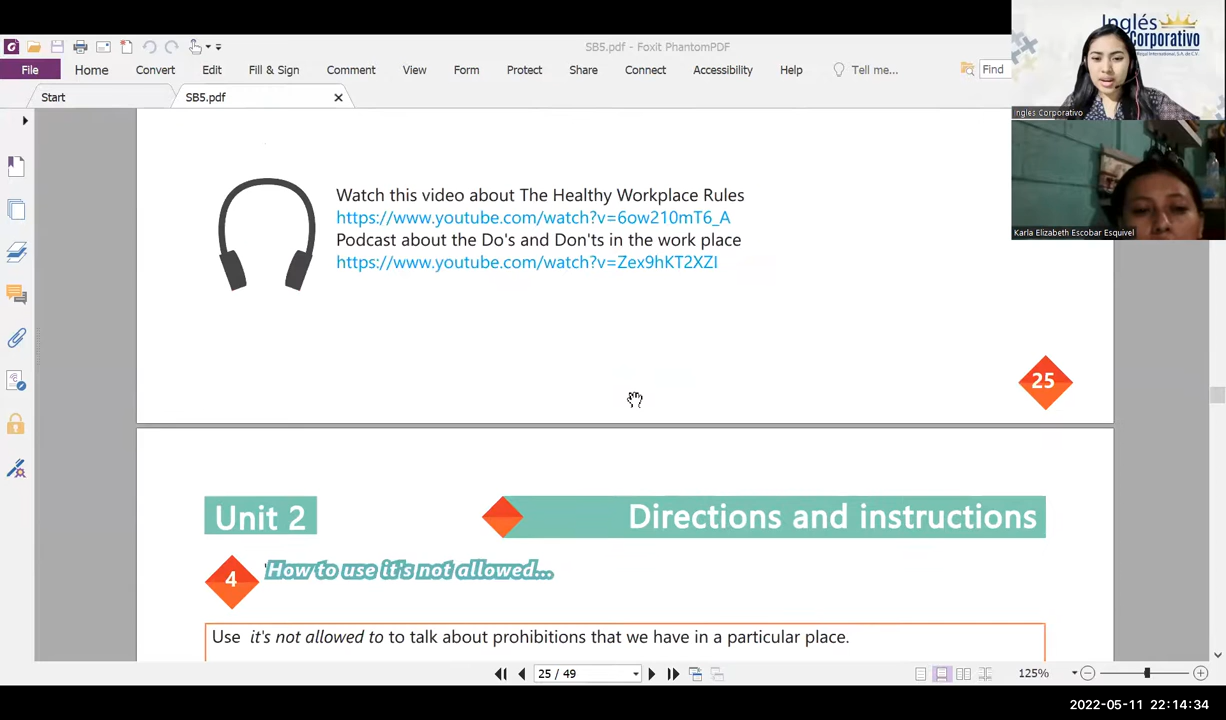 SB5.pdf - Foxit PhantomPDF
File Home Convert Edit Fill & Sign Comment View Form Protect Share Connect Accessibility Help Tell me... Find
Start SB5.pdf
Inglés
Corporativo
Ingles Corporativo
Karla Elizabeth Escobar Esquivel
Watch this video about The Healthy Workplace Rules
https://www.youtube.com/watch?v=6ow210mT6_A
Podcast about the Do's and Don'ts in the work place
https://www.youtube.com/watch?v=Zex9hKT2XZI
25
Unit 2
Directions and instructions
4
How to use it's not allowed...
Use it's not allowed to to talk about prohibitions that we have in a particular place.
25 / 49
125%
2022-05-11 22:14:34